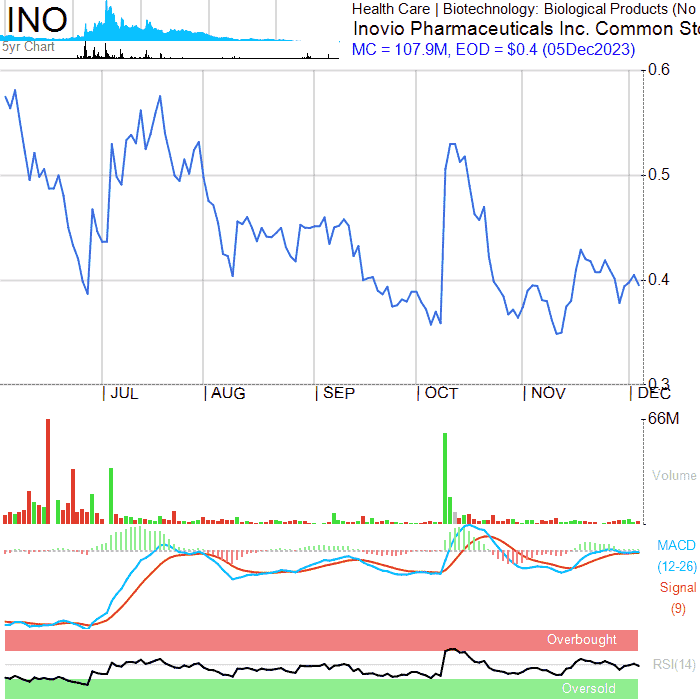 INO
5yr Chart
Health Care | Biotechnology: Biological Products (No
Inovio Pharmaceuticals Inc. Common Sto
MC = 107.9M, EOD = $0.4 (05Dec2023)
0.6
0.5
0.4
0.3
| JUL | AUG | SEP | OCT | NOV | DEC
66M
Volume
MACD
(12-26)
Signal
(9)
Overbought
RSI(14)
Oversold